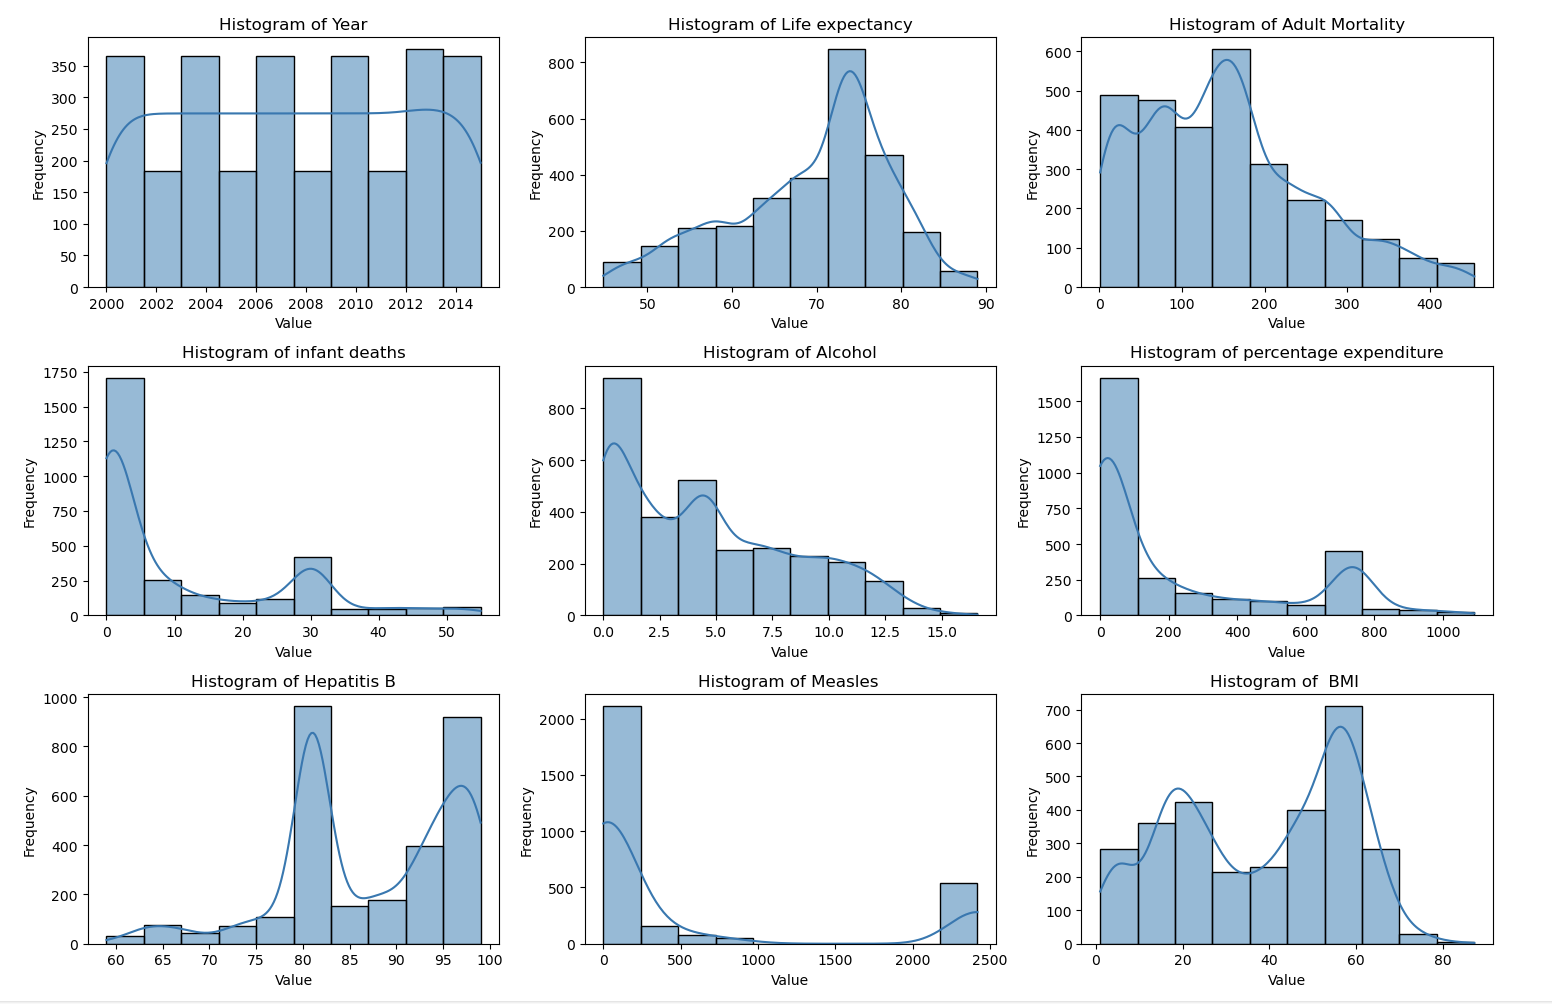 Histogram of Year
Histogram of Life expectancy
Histogram of Adult Mortality
Frequency
350
300
250
200
150
100
50
0
2000 2002 2004 2006 2008 2010 2012 2014
Value
Frequency
800
600
400
200
0
50 60 70 80 90
Value
Frequency
600
500
400
300
200
100
0
0 100 200 300 400
Value
Histogram of infant deaths
Histogram of Alcohol
Histogram of percentage expenditure
Frequency
1750
1500
1250
1000
750
500
250
0
0 10 20 30 40 50
Value
Frequency
800
600
400
200
0
0.0 2.5 5.0 7.5 10.0 12.5 15.0
Value
Frequency
1500
1250
1000
750
500
250
0
0 200 400 600 800 1000
Value
Histogram of Hepatitis B
Histogram of Measles
Histogram of  BMI
Frequency
1000
800
600
400
200
0
60 65 70 75 80 85 90 95 100
Value
Frequency
2000
1500
1000
500
0
0 500 1000 1500 2000 2500
Value
Frequency
700
600
500
400
300
200
100
0
0 20 40 60 80
Value